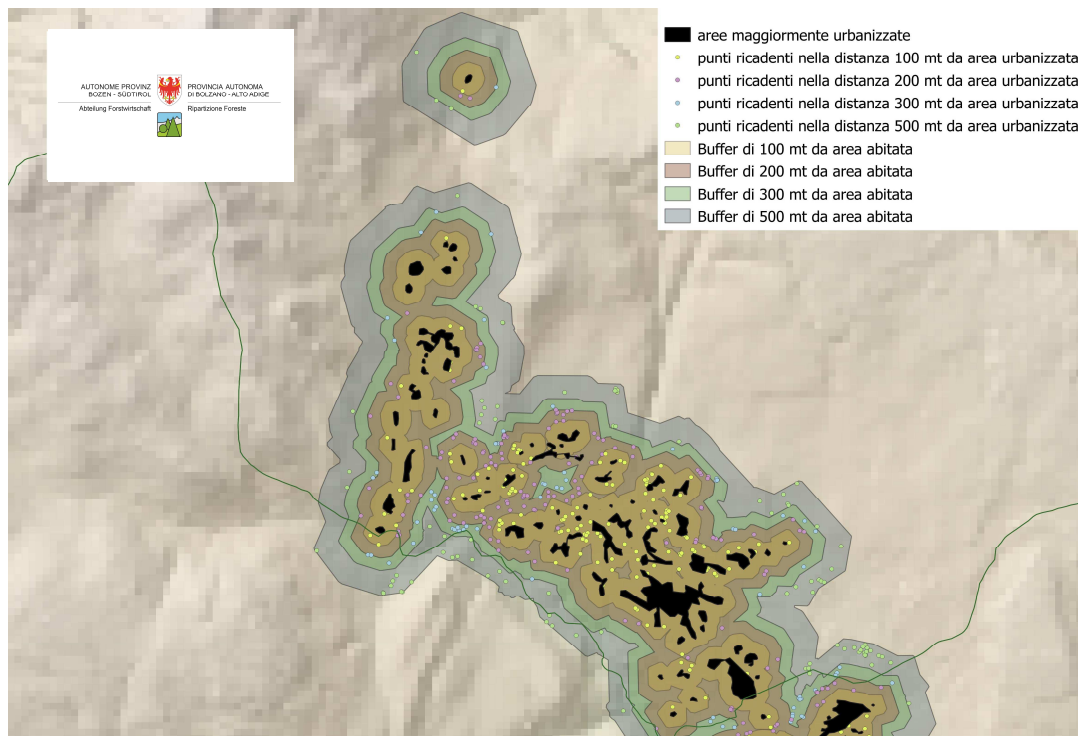 AUTONOME PROVINZ
BOZEN - SÜDTIROL
PROVINCIA AUTONOMA
DI BOLZANO - ALTO ADIGE
Abteilung Forstwirtschaft
Ripartizione Foreste
aree maggiormente urbanizzate
punti ricadenti nella distanza 100 mt da area urbanizzata
punti ricadenti nella distanza 200 mt da area urbanizzata
punti ricadenti nella distanza 300 mt da area urbanizzata
punti ricadenti nella distanza 500 mt da area urbanizzata
Buffer di 100 mt da area abitata
Buffer di 200 mt da area abitata
Buffer di 300 mt da area abitata
Buffer di 500 mt da area abitata